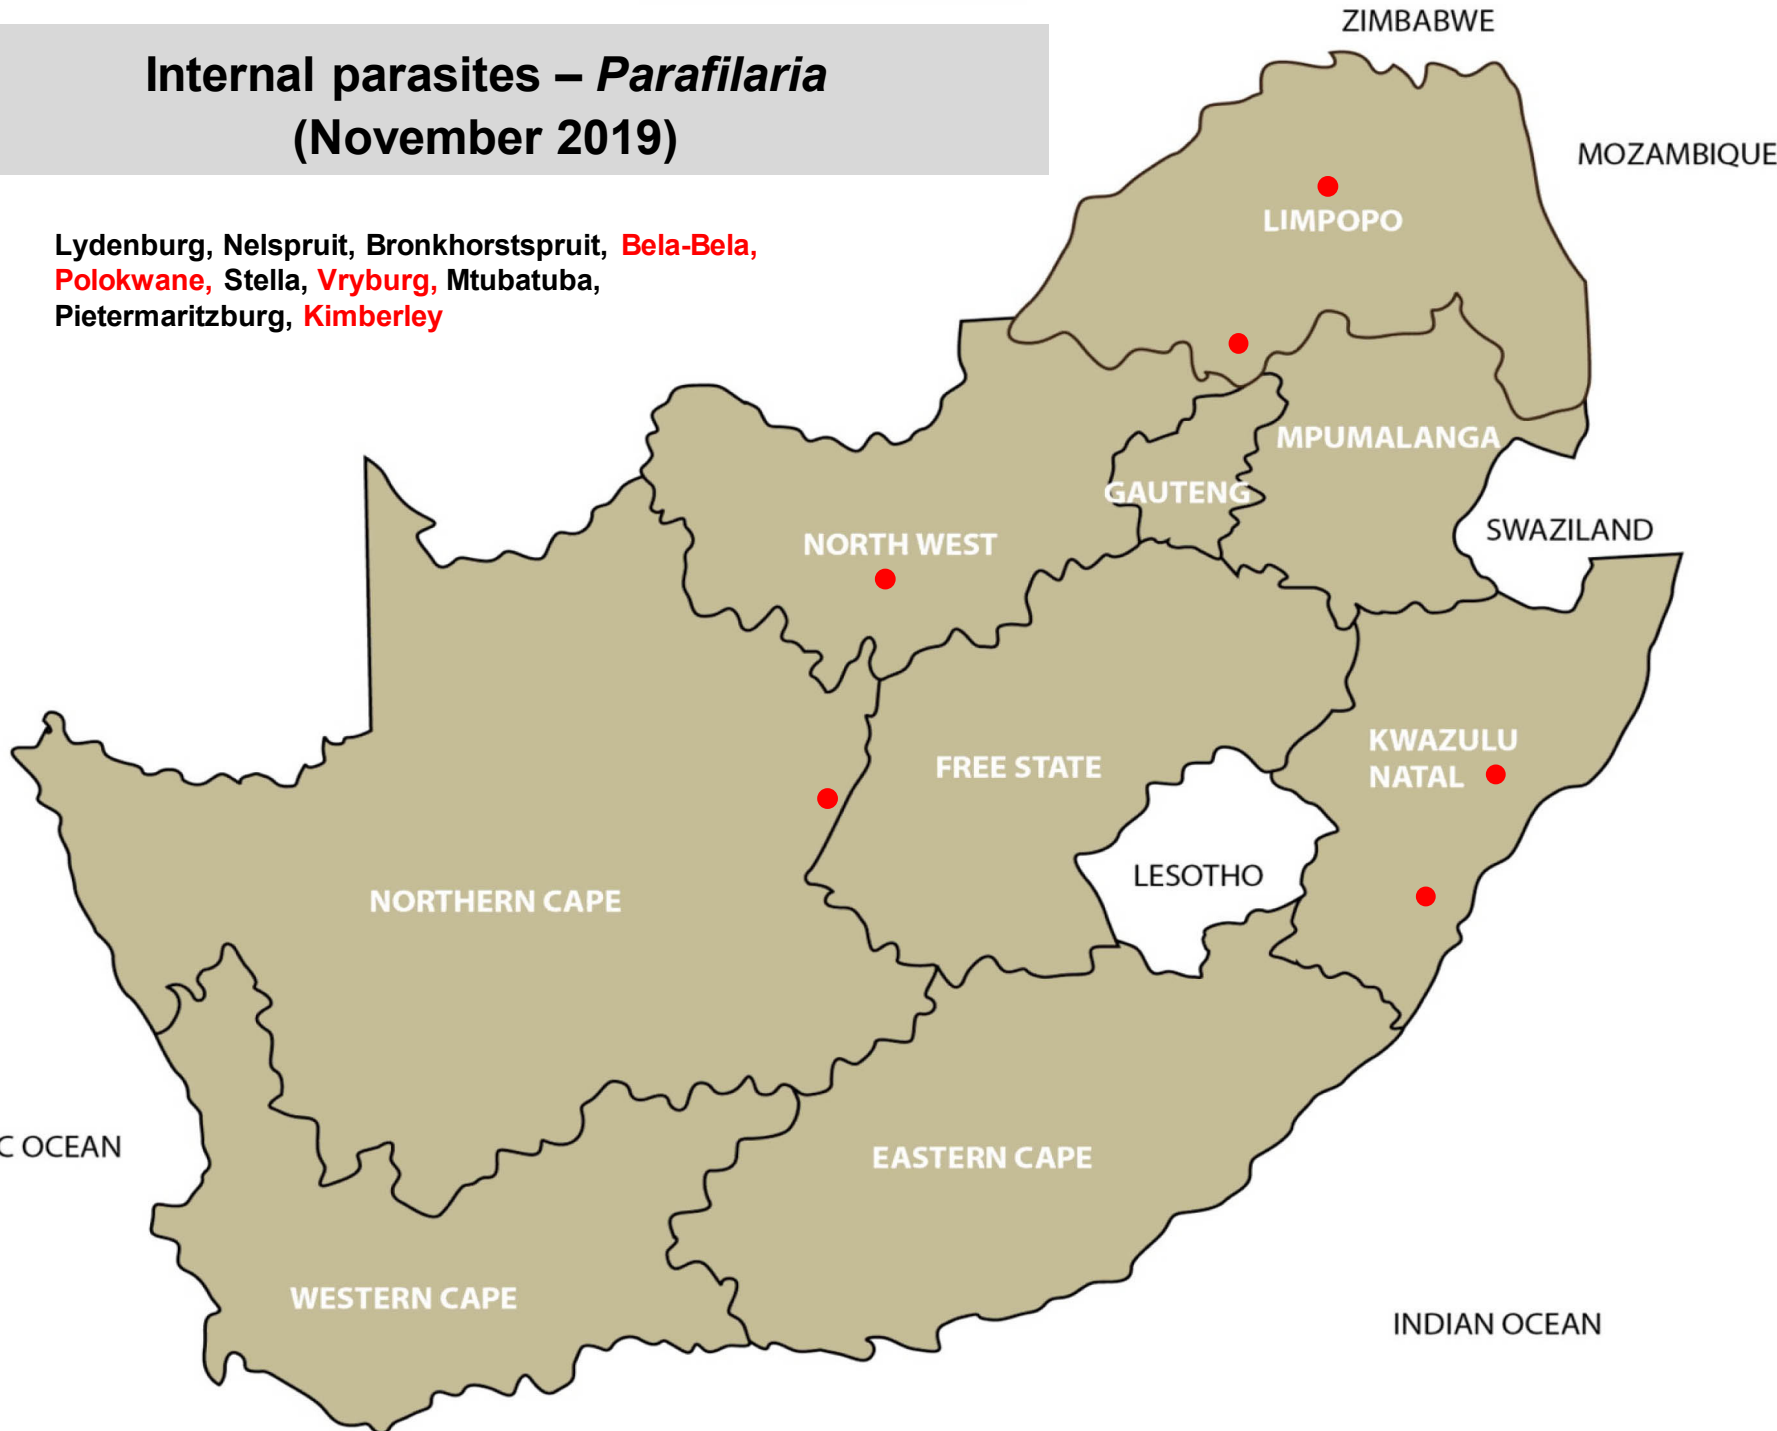 Internal parasites – Parafilaria
(November 2019)
Lydenburg, Nelspruit, Bronkhorstspruit, Bela-Bela,
Polokwane, Stella, Vryburg, Mtubatuba,
Pietermaritzburg, Kimberley
ZIMBABWE
MOZAMBIQUE
LIMPOPO
MPUMALANGA
GAUTENG
SWAZILAND
NORTH WEST
KWAZULU
NATAL
FREE STATE
LESOTHO
NORTHERN CAPE
C OCEAN
EASTERN CAPE
WESTERN CAPE
INDIAN OCEAN